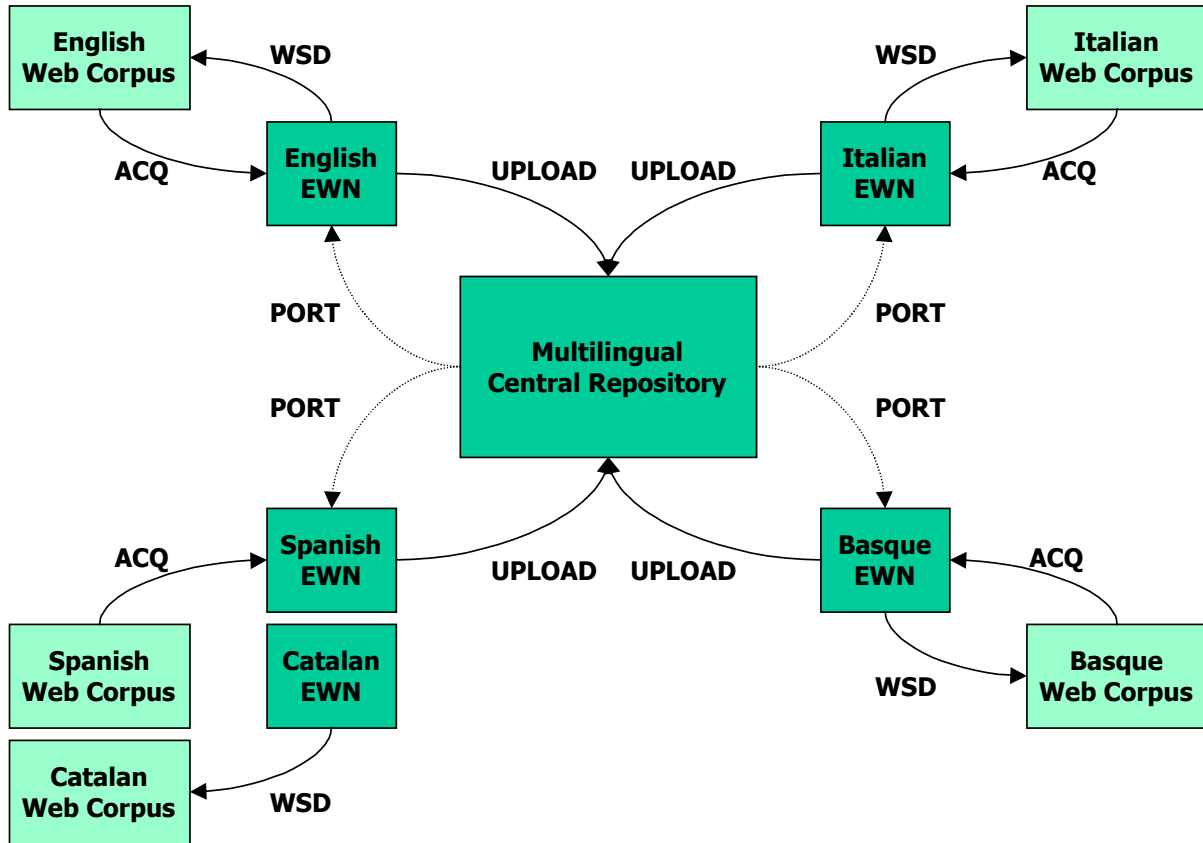 English
Web Corpus
WSD
ACQ
English
EWN
UPLOAD
WSD
Italian
Web Corpus
UPLOAD
Italian
EWN
ACQ
PORT
PORT
Multilingual
Central Repository
PORT
PORT
ACQ
Spanish
EWN
UPLOAD
UPLOAD
Basque
EWN
ACQ
Spanish
Web Corpus
Catalan
EWN
WSD
Basque
Web Corpus
Catalan
Web Corpus
WSD